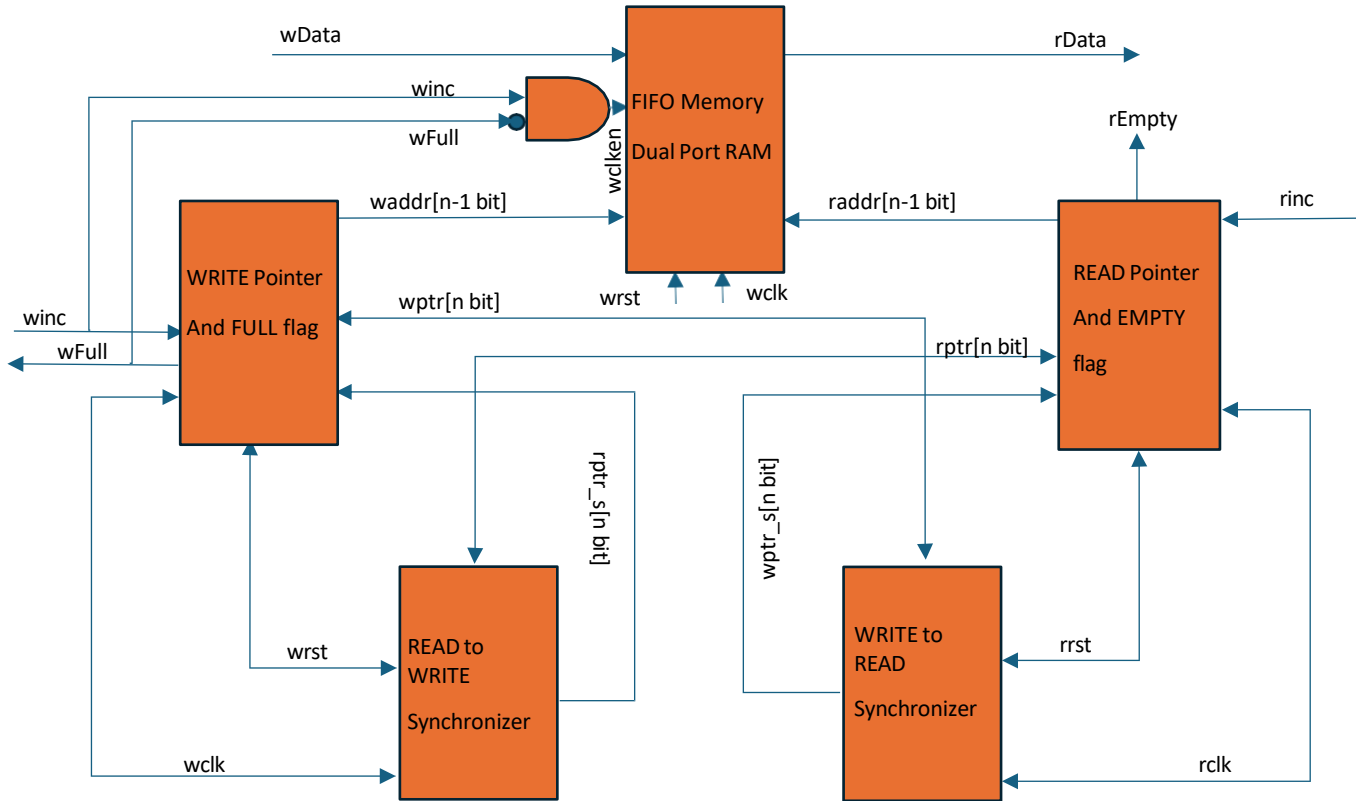 wData
rData
winc
FIFO Memory
Dual Port RAM
wFull
wclken
rEmpty
waddr[n-1 bit]
raddr[n-1 bit]
rinc
WRITE Pointer
And FULL flag
READ Pointer
And EMPTY
flag
wptr[n bit]
wrst
wclk
winc
wFull
rptr[n bit]
rptr_s[n bit]
wptr_s[n bit]
READ to
WRITE
Synchronizer
WRITE to
READ
Synchronizer
wrst
rrst
wclk
rclk